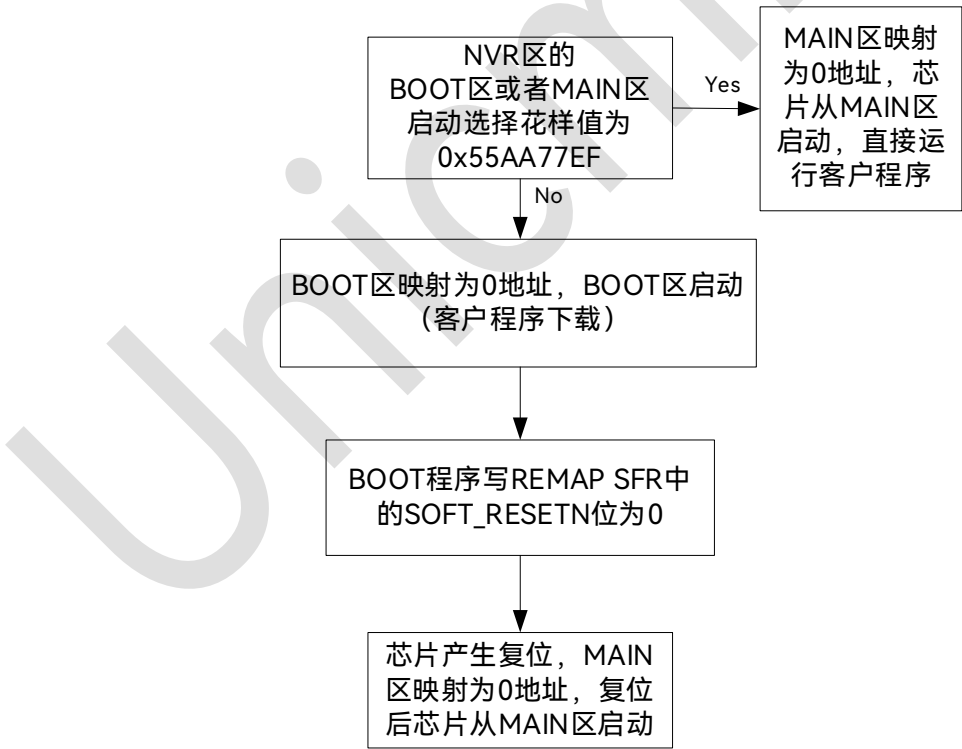 NVR区的
BOOT区或者MAIN区
启动选择花样值为
0x55AA77EF
Yes
MAIN区映射
为0地址，芯
片从MAIN区
启动，直接运
行客户程序
No
BOOT区映射为0地址，BOOT区启动
（客户程序下载）
BOOT程序写REMAP SFR中
的SOFT_RESETN位为0
芯片产生复位，MAIN
区映射为0地址，复位
后芯片从MAIN区启动